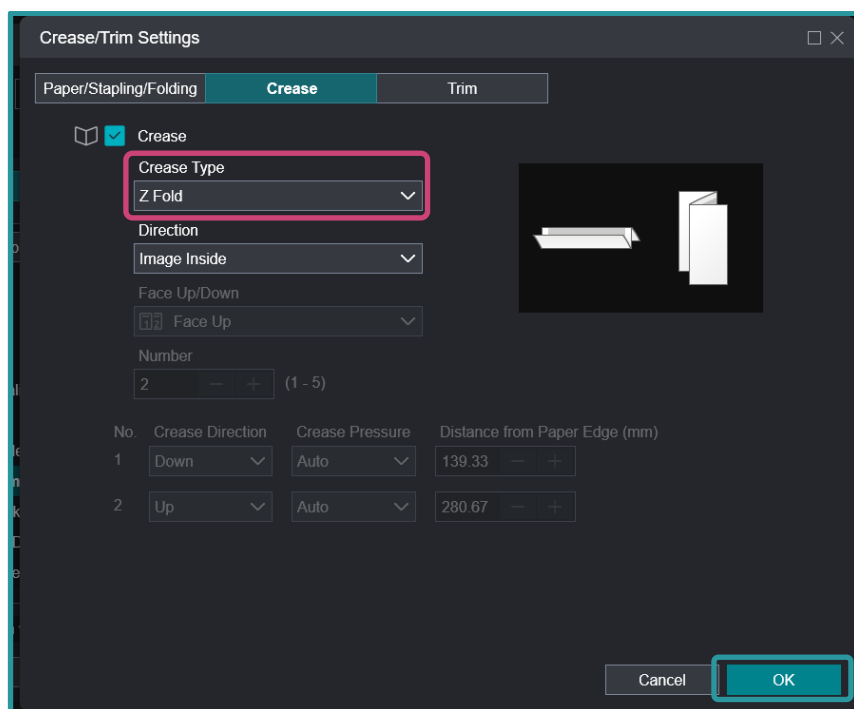 Crease/Trim Settings
Paper/Stapling/Folding Crease Trim
Crease
Crease Type
Z Fold
Direction
Image Inside
Face Up/Down
Face Up
Number
2 (1 - 5)
No. Crease Direction Crease Pressure Distance from Paper Edge (mm)
1 Down Auto 139.33
2 Up Auto 280.67
Cancel OK